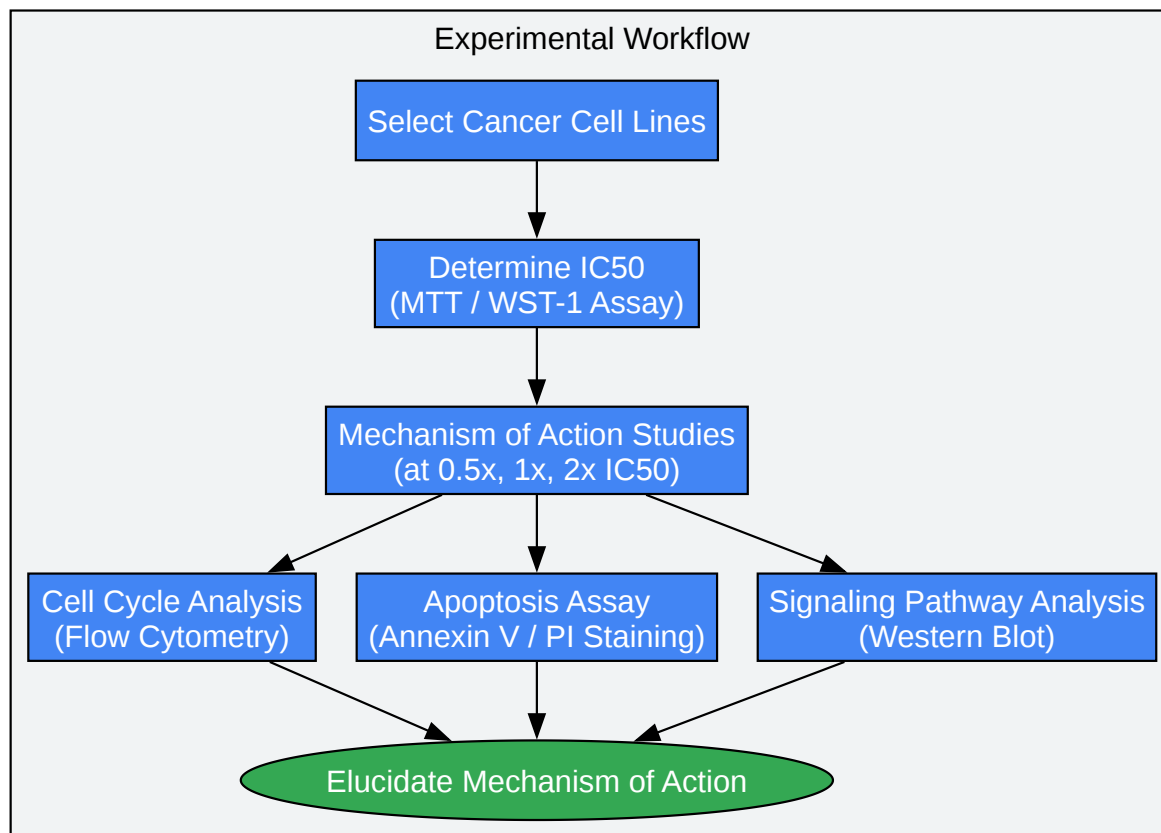 Experimental Workflow
Select Cancer Cell Lines
Determine IC50
(MTT / WST-1 Assay)
Mechanism of Action Studies
(at 0.5x, 1x, 2x IC50)
Cell Cycle Analysis
(Flow Cytometry)
Apoptosis Assay
(Annexin V / PI Staining)
Signaling Pathway Analysis
(Western Blot)
Elucidate Mechanism of Action